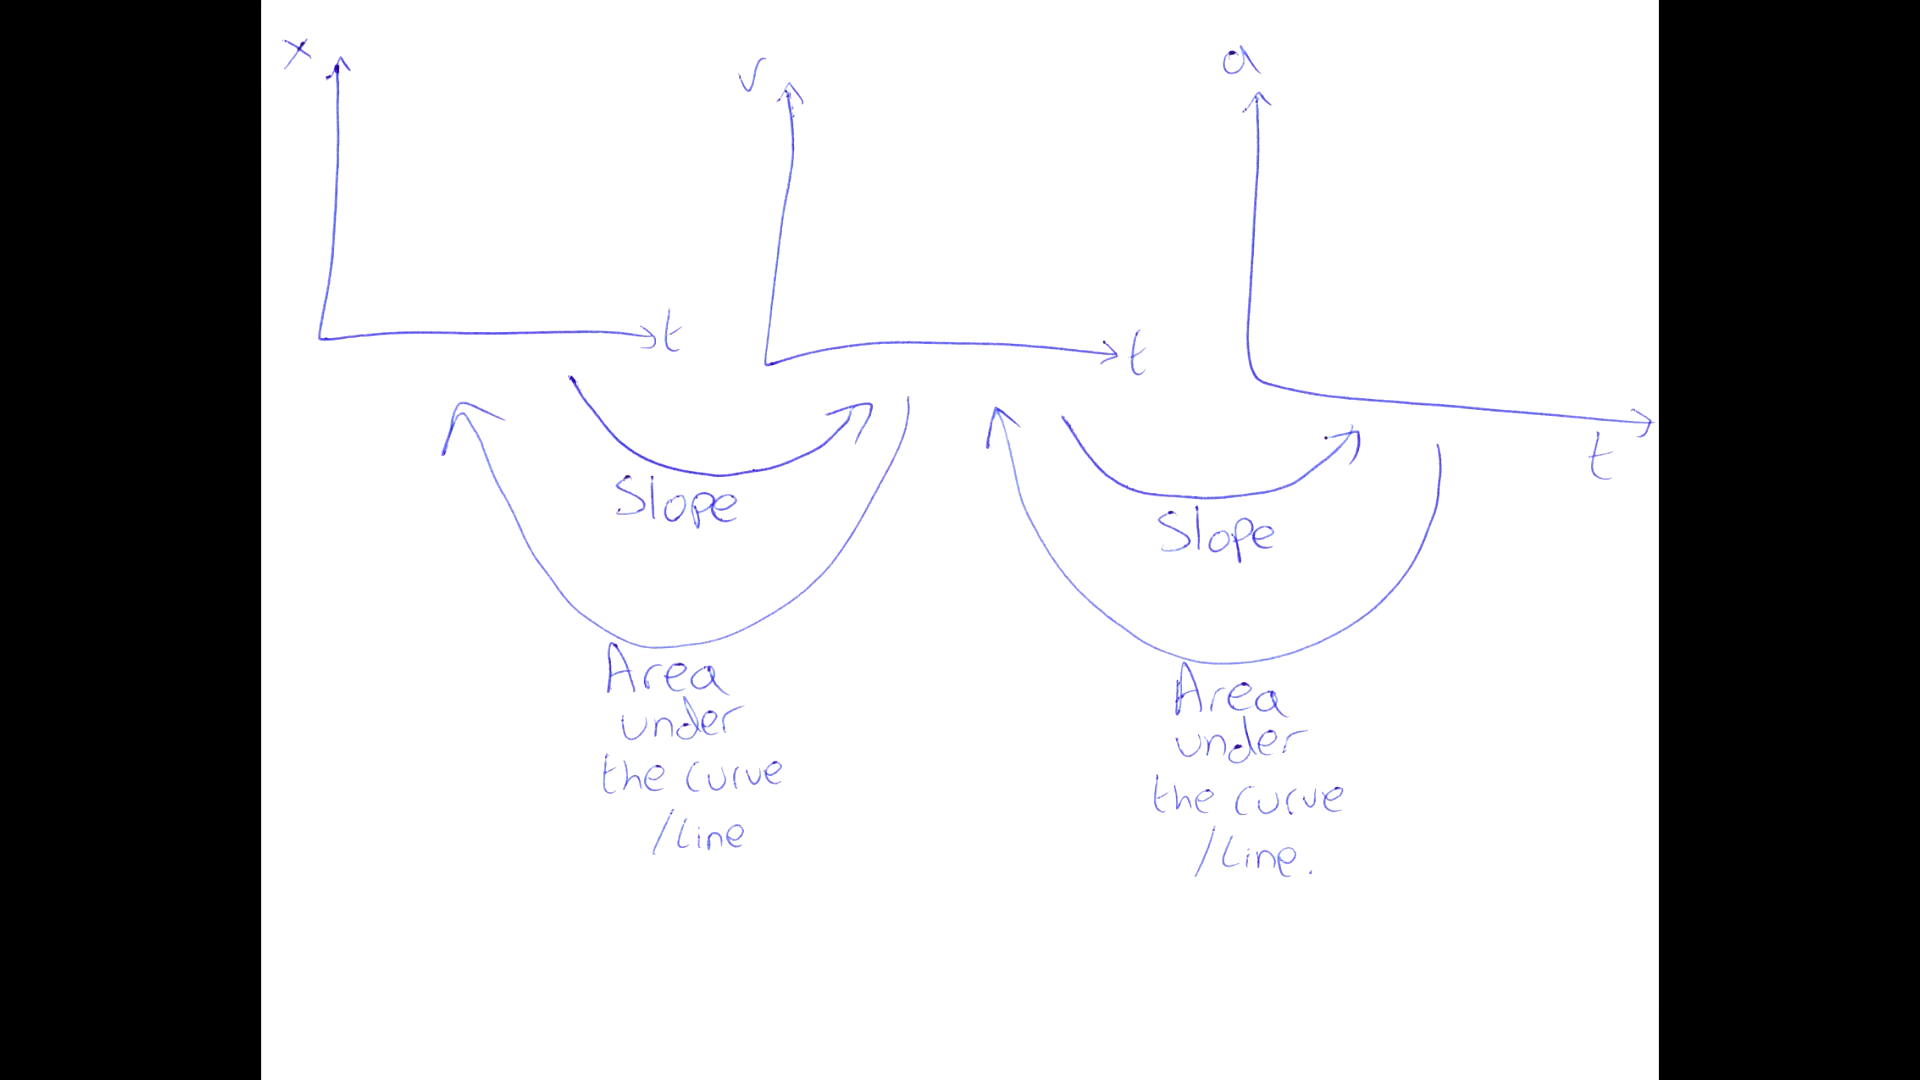 x
v
a
t
t
t
Slope
Slope
Area
under
the curve
/Line
Area
under
the curve
/Line.